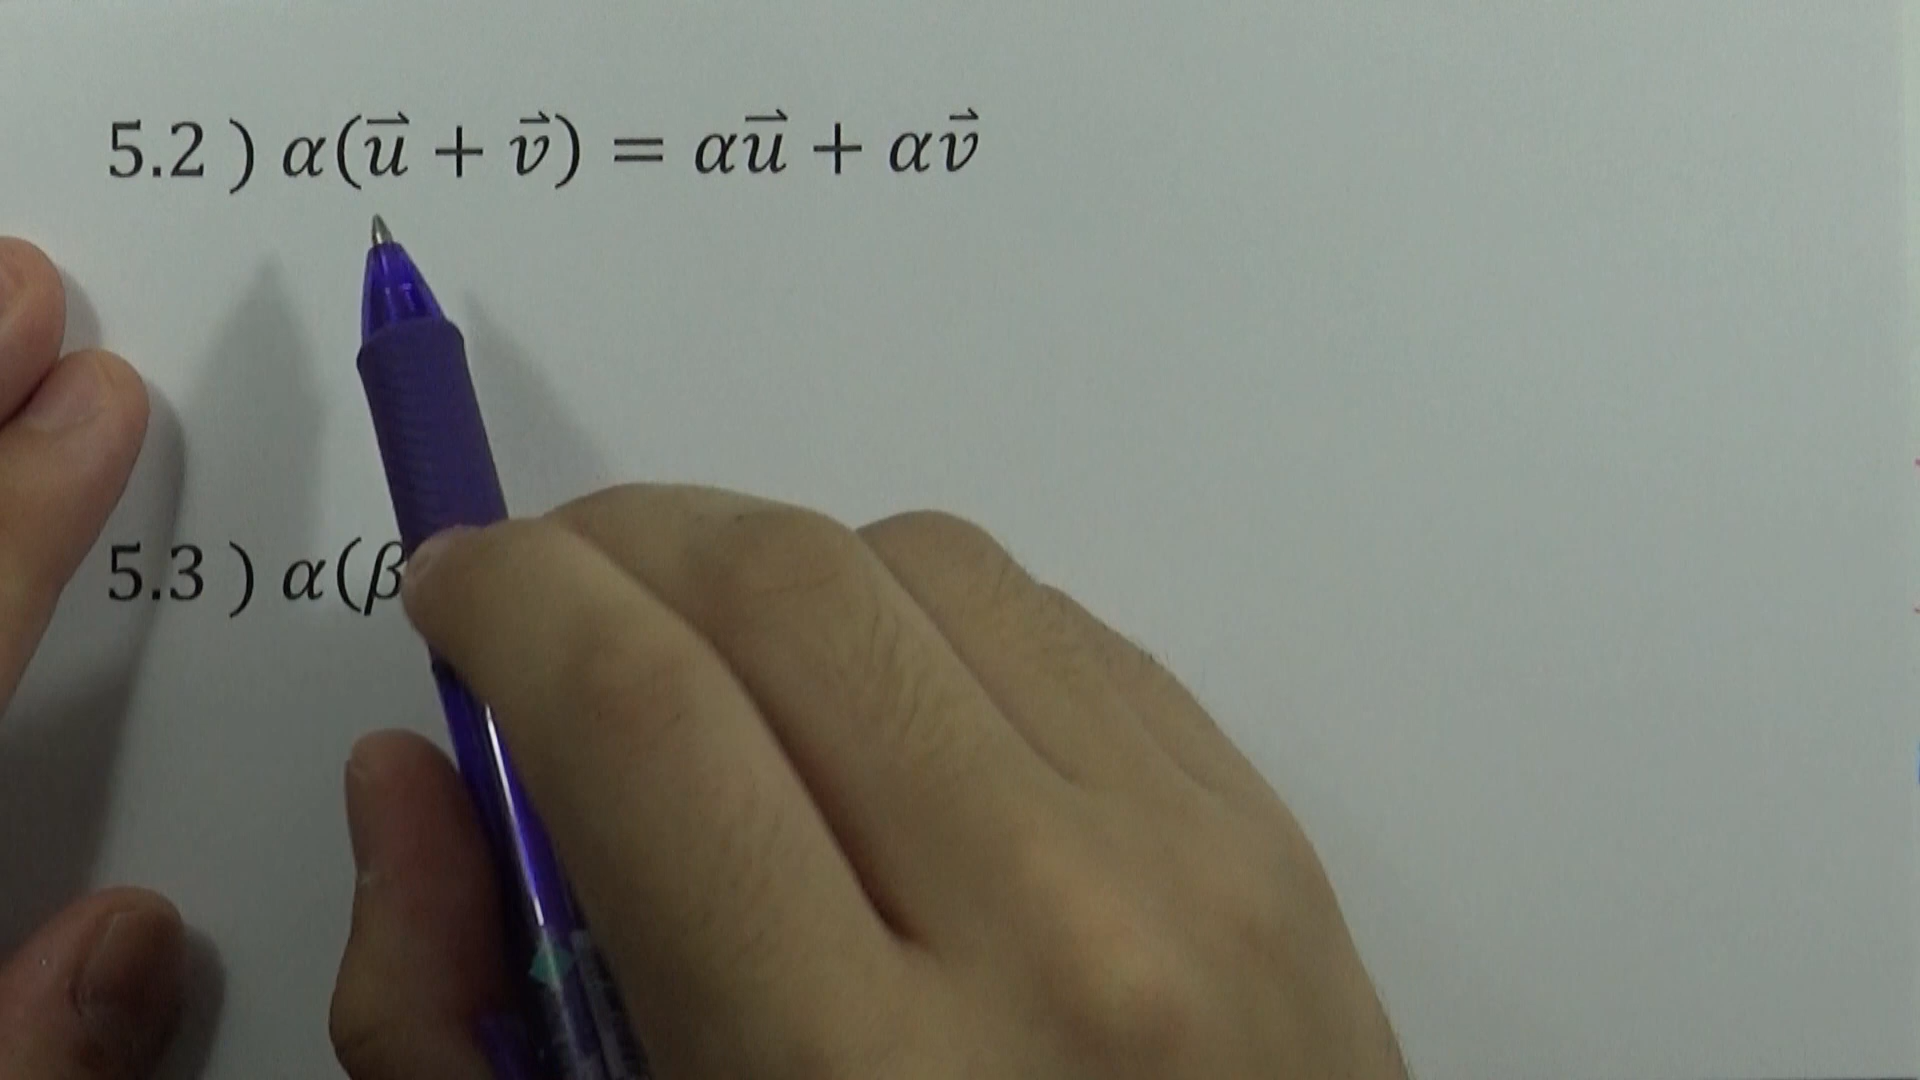 5.2 ) α(u⃗ + v⃗) = αu⃗ + αv⃗
5.3 ) α(β